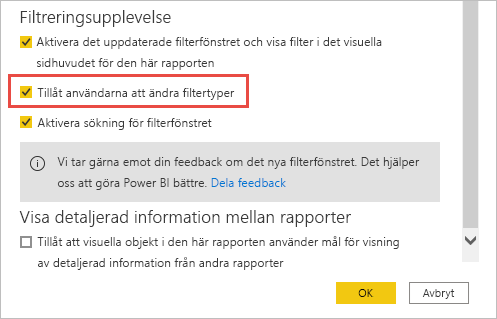 Filtreringsupplevelse
Aktivera det uppdaterade filterfönstret och visa filter i det visuella
sidhuvudet för den här rapporten
Tillåt användarna att ändra filtertyper
Aktivera sökning för filterfönstret
Vi tar gärna emot din feedback om det nya filterfönstret. Det hjälper
oss att göra Power BI bättre. Dela feedback
Visa detaljerad information mellan rapporter
Tillåt att visuella objekt i den här rapporten använder mål för visning
av detaljerad information från andra rapporter
OK Avbryt